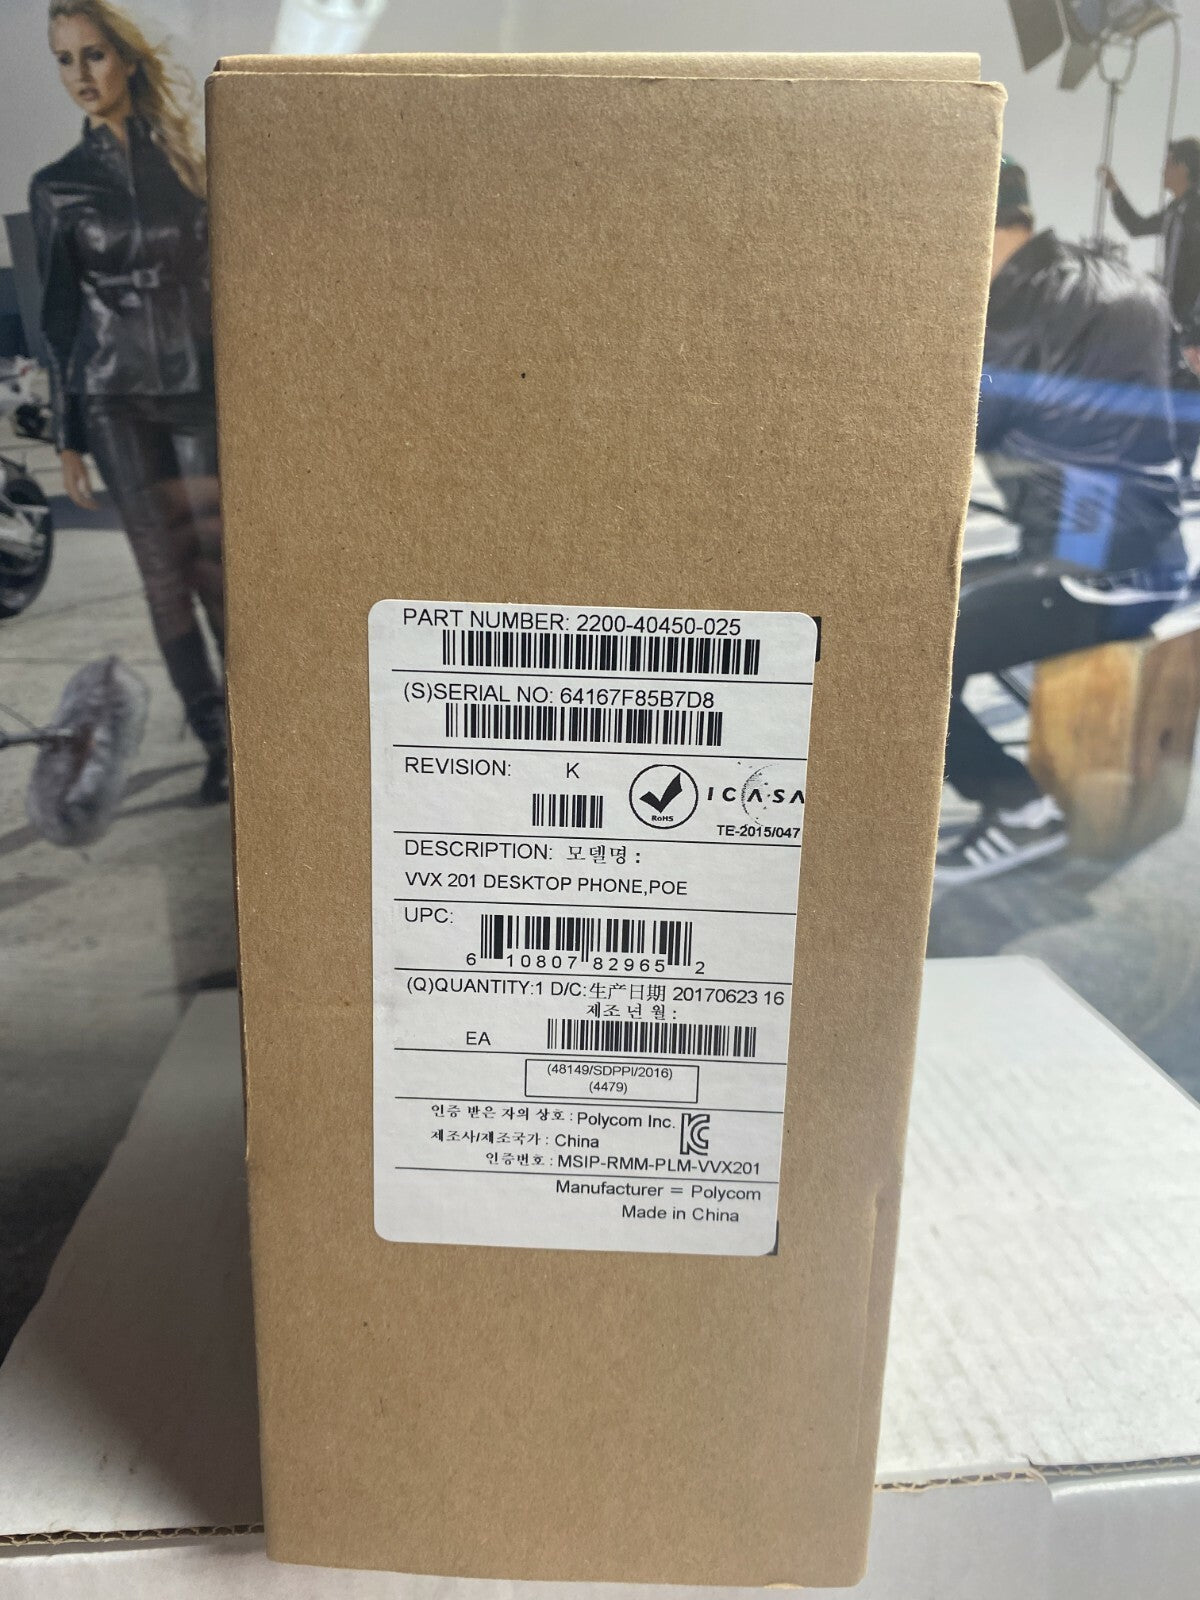 PART NUMBER: 2200-40450-025
(S)SERIAL NO: 64167F85B7D8
REVISION: K
RoHS
ICASA
TE-2015/047
DESCRIPTION: 모델명 :
VVX 201 DESKTOP PHONE,POE
UPC:
6 10807 82965 2
(Q)QUANTITY:1 D/C:生产日期 20170623 16
제조 년 월 :
EA
(48149/SDPPI/2016)
(4479)
인증 받은 자의 상호 : Polycom Inc.
제조사/제조국가 : China
인증번호 : MSIP-RMM-PLM-VVX201
Manufacturer = Polycom
Made in China